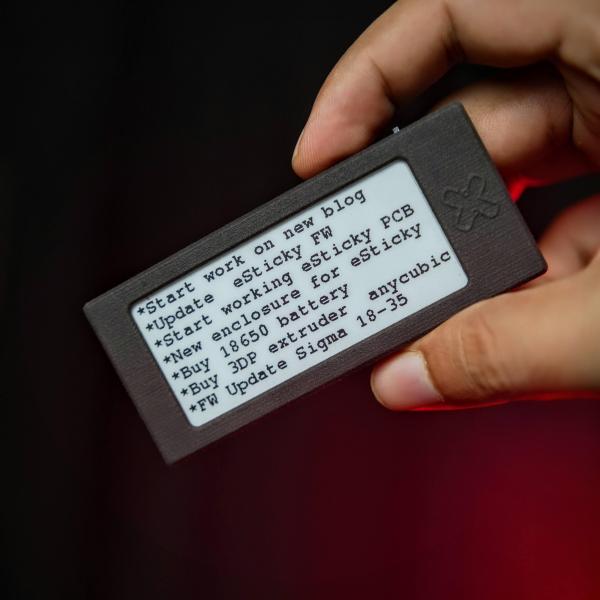 *Start work on new blog
*Update  eSticky FW
*Start working eSticky PCB
*New enclosure for eSticky
*Buy 18650 battery
*Buy 3DP extruder  anycubic
*FW Update Sigma 18-35